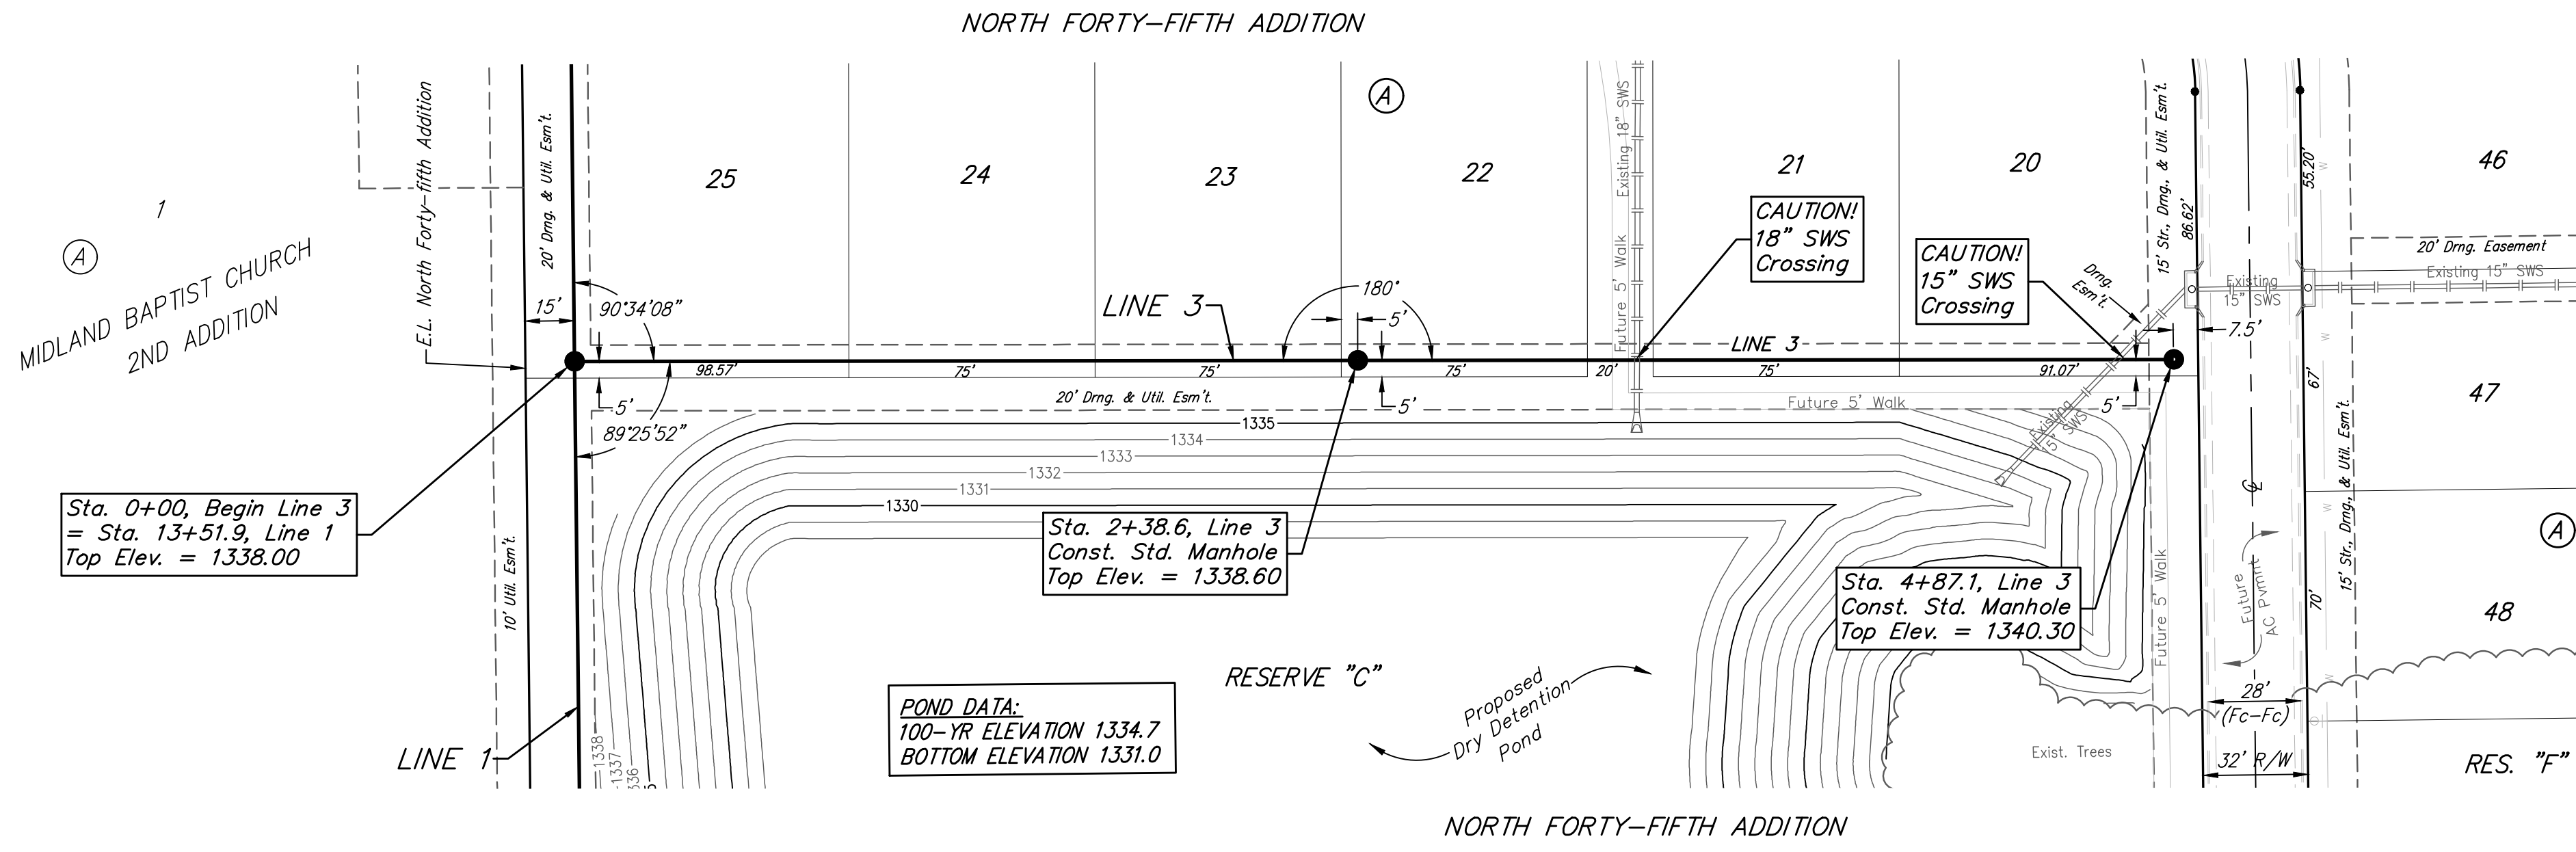 NORTH FORTY-FIFTH ADDITION
A
1
A
MIDLAND BAPTIST CHURCH
2ND ADDITION
E.L. North Forty-fifth Addition
20' Drng. & Util. Esm't.
15'
90°34'08"
89°25'52"
5'
10' Util. Esm't.
25
24
23
22
21
20
Future 5' Walk
Existing 18" SWS
CAUTION!
18" SWS
Crossing
CAUTION!
15" SWS
Crossing
Drng.
Esm't.
15' Str., Drng., & Util. Esm't.
86.62'
55.20'
W
46
20' Drng. Easement
Existing 15" SWS
Existing
15" SWS
7.5'
LINE 3
180°
5'
LINE 3
98.57'
75'
75'
75'
20'
75'
91.07'
5'
5'
20' Drng. & Util. Esm't.
Future 5' Walk
Existing
15" SWS
W
67'
47
1335
1334
1333
1332
1331
1330
Sta. 0+00, Begin Line 3
= Sta. 13+51.9, Line 1
Top Elev. = 1338.00
Sta. 2+38.6, Line 3
Const. Std. Manhole
Top Elev. = 1338.60
Sta. 4+87.1, Line 3
Const. Std. Manhole
Top Elev. = 1340.30
Future 5' Walk
Future
AC Pvmnt
15' Str., Drng., & Util. Esm't.
W
A
70'
48
W
RESERVE "C"
POND DATA:
100-YR ELEVATION 1334.7
BOTTOM ELEVATION 1331.0
Proposed
Dry Detention
Pond
LINE 1
1338
1337
336
Exist. Trees
28'
(Fc-Fc)
32' R/W
RES. "F"
NORTH FORTY-FIFTH ADDITION